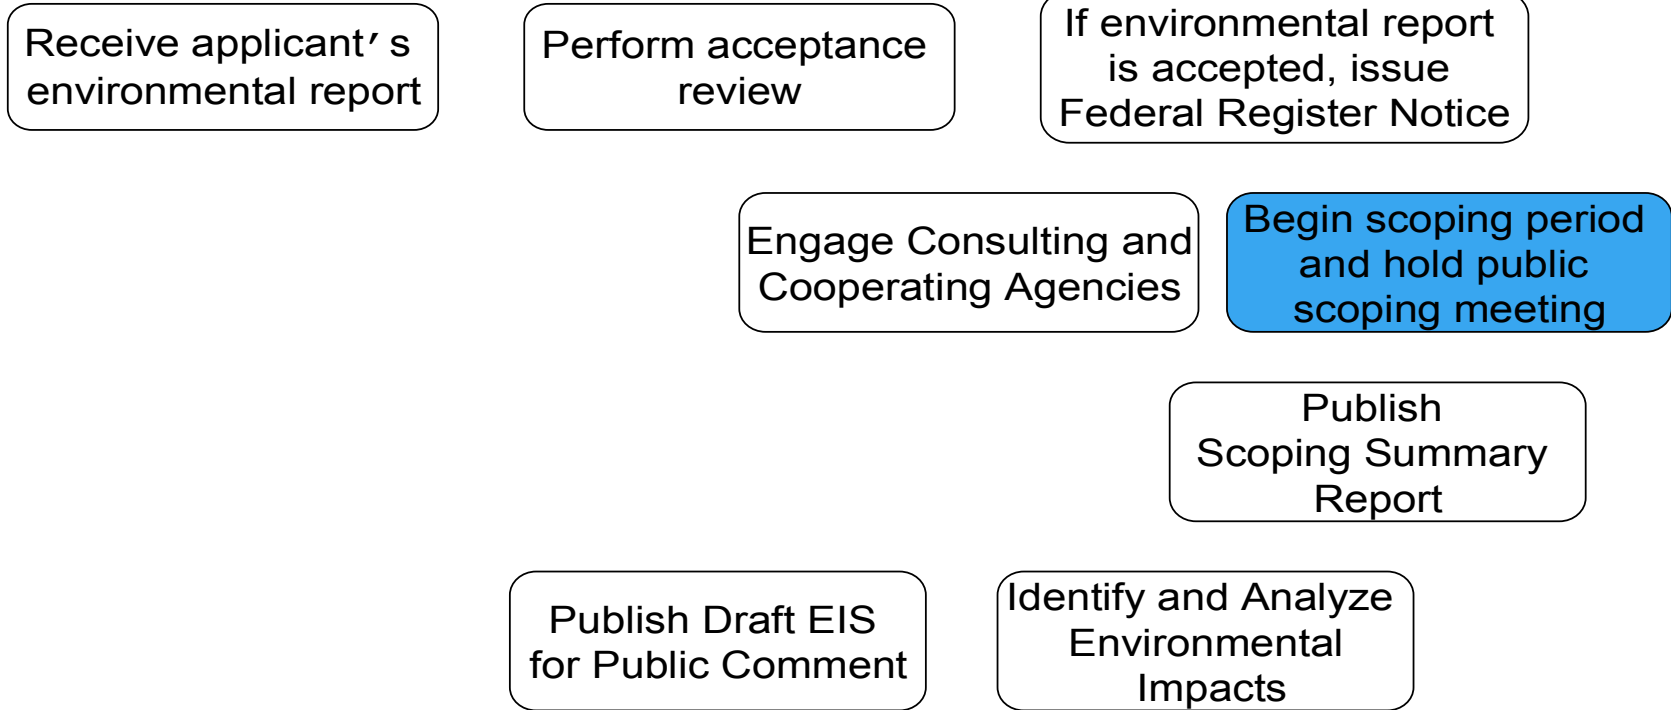 Receive applicant’s
environmental report
Perform acceptance
review
If environmental report
is accepted, issue
Federal Register Notice
Engage Consulting and
Cooperating Agencies
Begin scoping period
and hold public
scoping meeting
Publish
Scoping Summary
Report
Publish Draft EIS
for Public Comment
Identify and Analyze
Environmental
Impacts